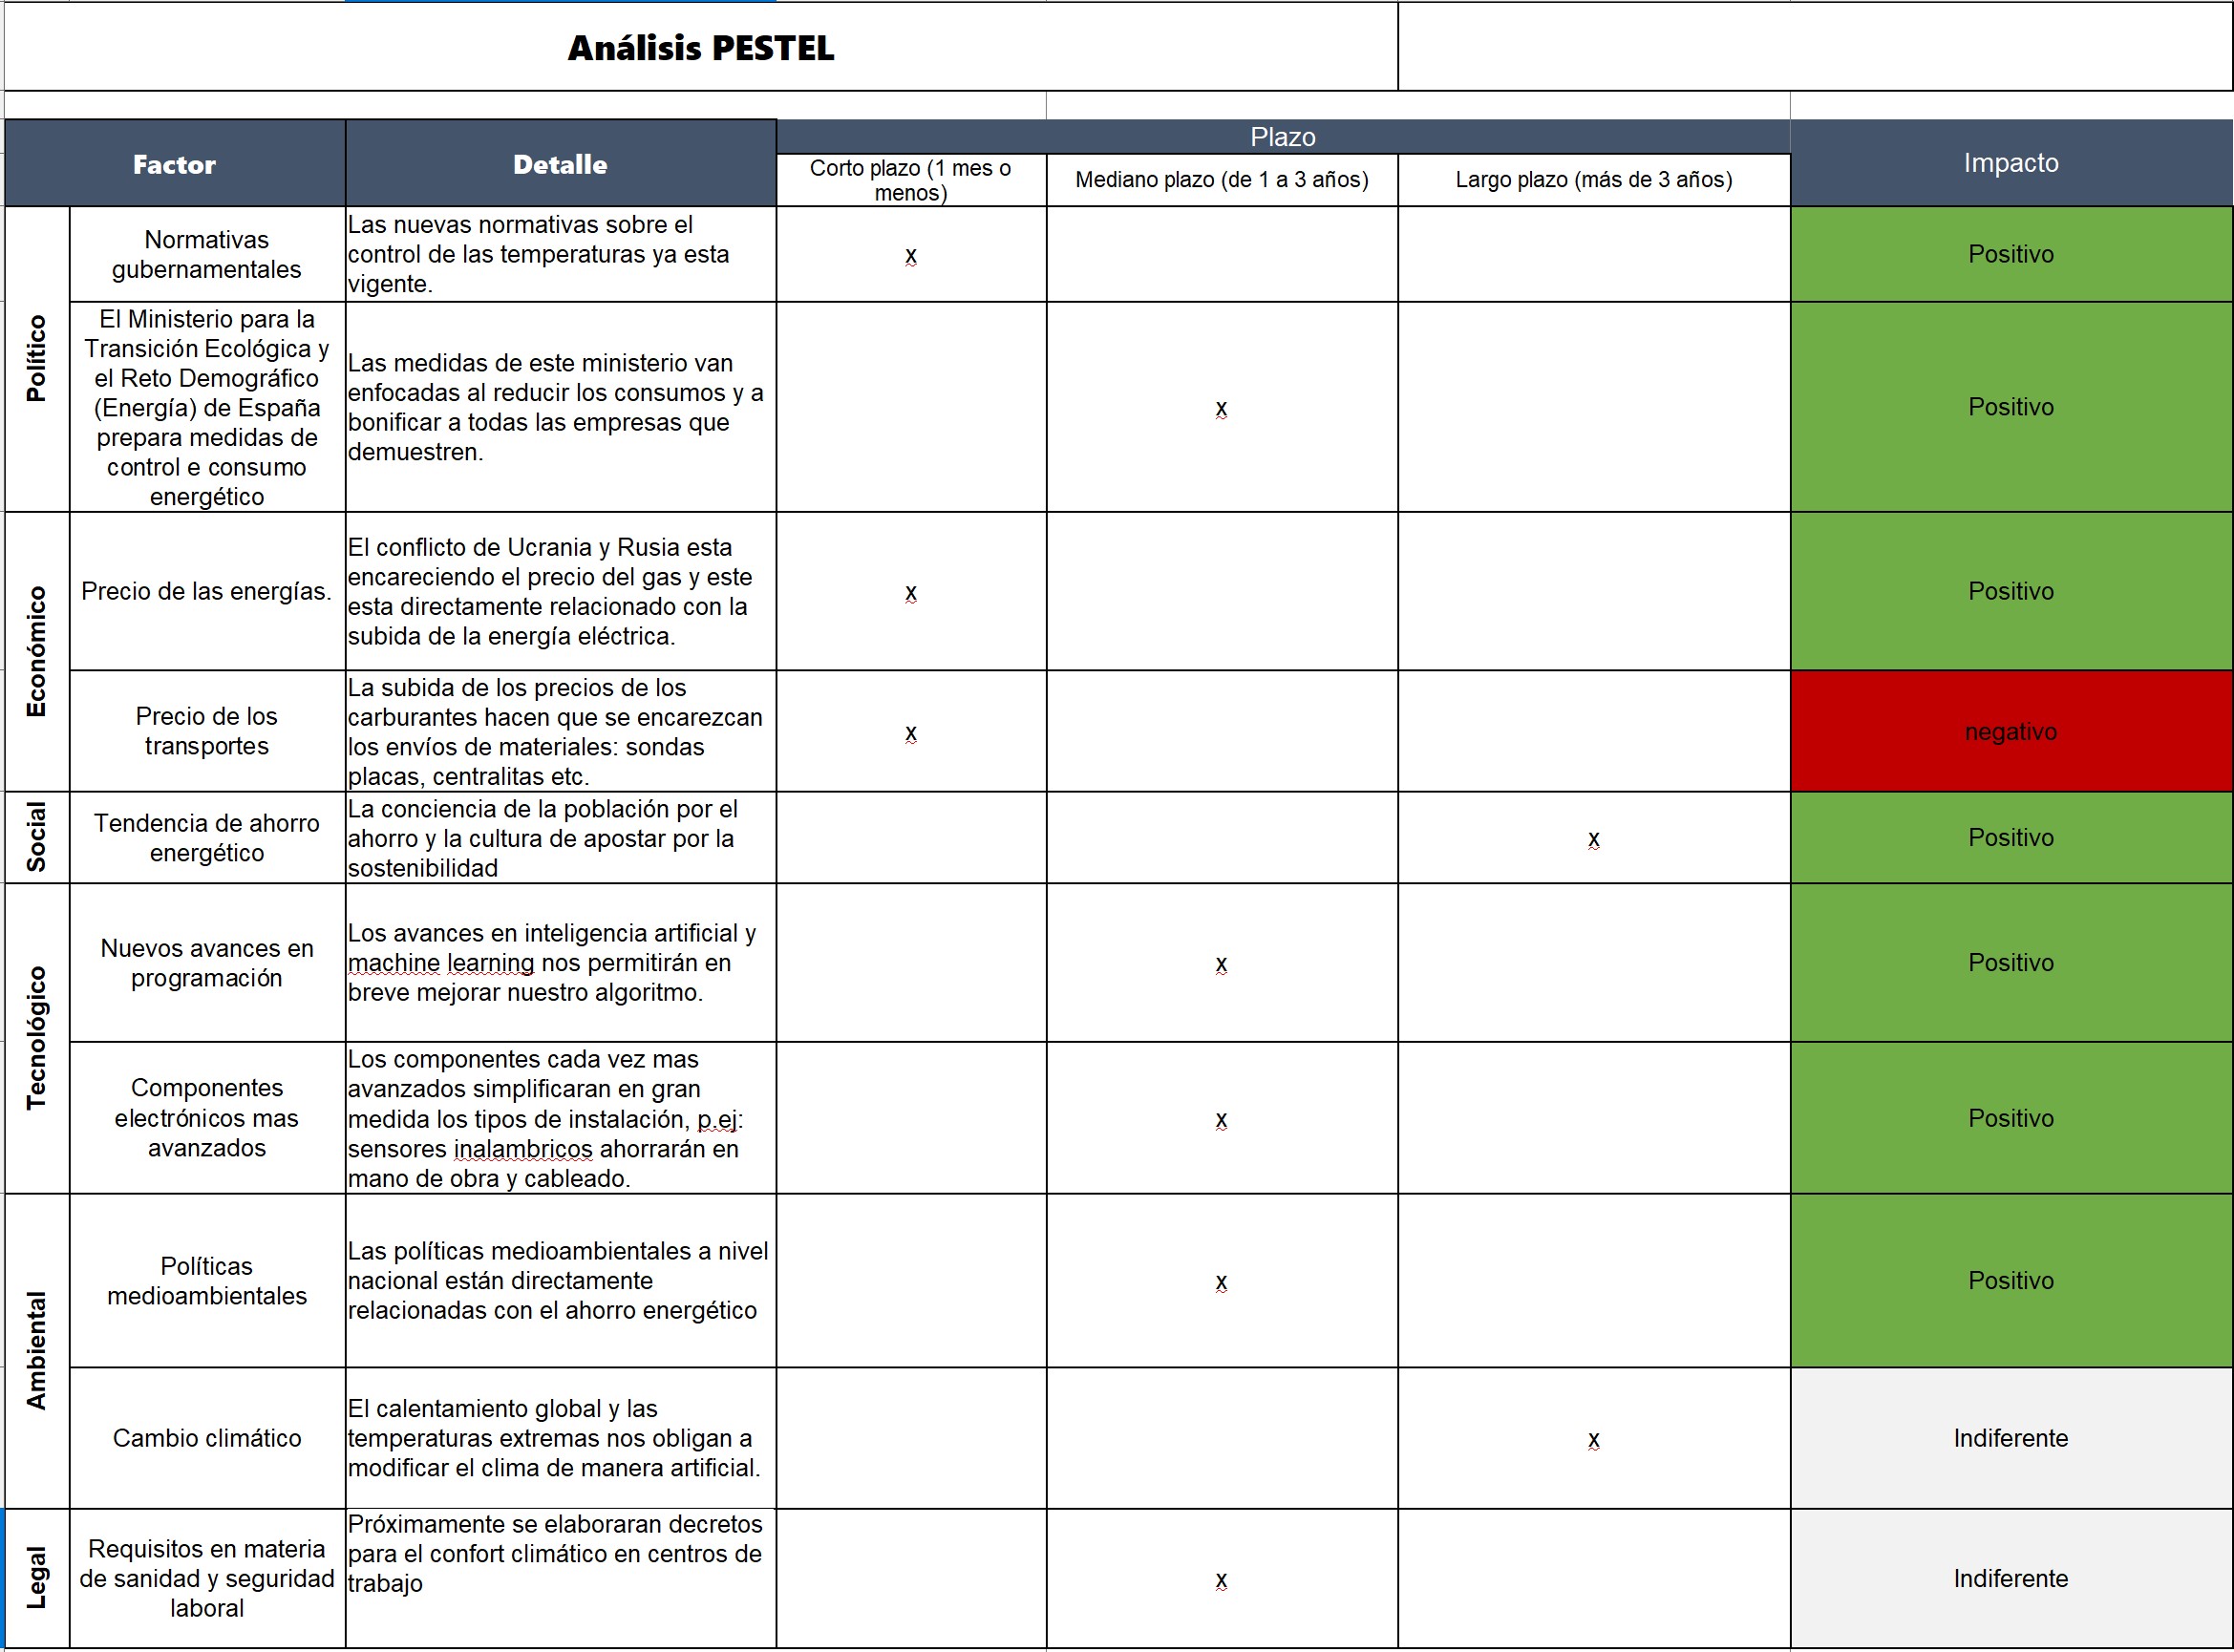 Análisis PESTEL
Factor
Detalle
Plazo
Impacto
Corto plazo (1 mes o
menos)
Mediano plazo (de 1 a 3 años)
Largo plazo (más de 3 años)
Político
Normativas
gubernamentales
Las nuevas normativas sobre el
control de las temperaturas ya esta
vigente.
x
Positivo
El Ministerio para la
Transición Ecológica y
el Reto Demográfico
(Energía) de España
prepara medidas de
control e consumo
energético
Las medidas de este ministerio van
enfocadas al reducir los consumos y a
bonificar a todas las empresas que
demuestren.
x
Positivo
Económico
Precio de las energías.
El conflicto de Ucrania y Rusia esta
encareciendo el precio del gas y este
esta directamente relacionado con la
subida de la energía eléctrica.
x
Positivo
Precio de los
transportes
La subida de los precios de los
carburantes hacen que se encarezcan
los envíos de materiales: sondas
placas, centralitas etc.
x
negativo
Social
Tendencia de ahorro
energético
La conciencia de la población por el
ahorro y la cultura de apostar por la
sostenibilidad
x
Positivo
Tecnológico
Nuevos avances en
programación
Los avances en inteligencia artificial y
machine learning nos permitirán en
breve mejorar nuestro algoritmo.
x
Positivo
Componentes
electrónicos mas
avanzados
Los componentes cada vez mas
avanzados simplificaran en gran
medida los tipos de instalación, p.ej:
sensores inalambricos ahorrarán en
mano de obra y cableado.
x
Positivo
Ambiental
Políticas
medioambientales
Las políticas medioambientales a nivel
nacional están directamente
relacionadas con el ahorro energético
x
Positivo
Cambio climático
El calentamiento global y las
temperaturas extremas nos obligan a
modificar el clima de manera artificial.
x
Indiferente
Legal
Requisitos en materia
de sanidad y seguridad
laboral
Próximamente se elaboraran decretos
para el confort climático en centros de
trabajo
x
Indiferente